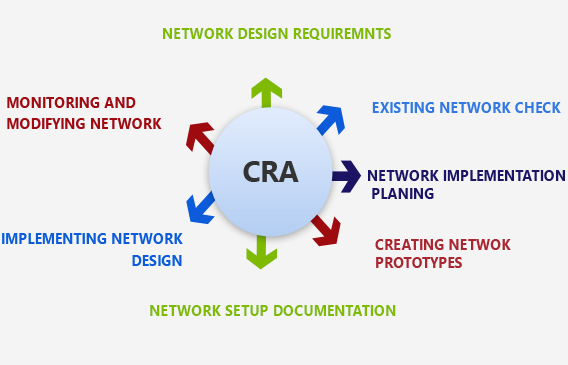 NETWORK DESIGN REQUIREMNTS
MONITORING AND
MODIFYING NETWORK
EXISTING NETWORK CHECK
CRA
NETWORK IMPLEMENTATION
PLANING
IMPLEMENTING NETWORK
DESIGN
CREATING NETWOK
PROTOTYPES
NETWORK SETUP DOCUMENTATION